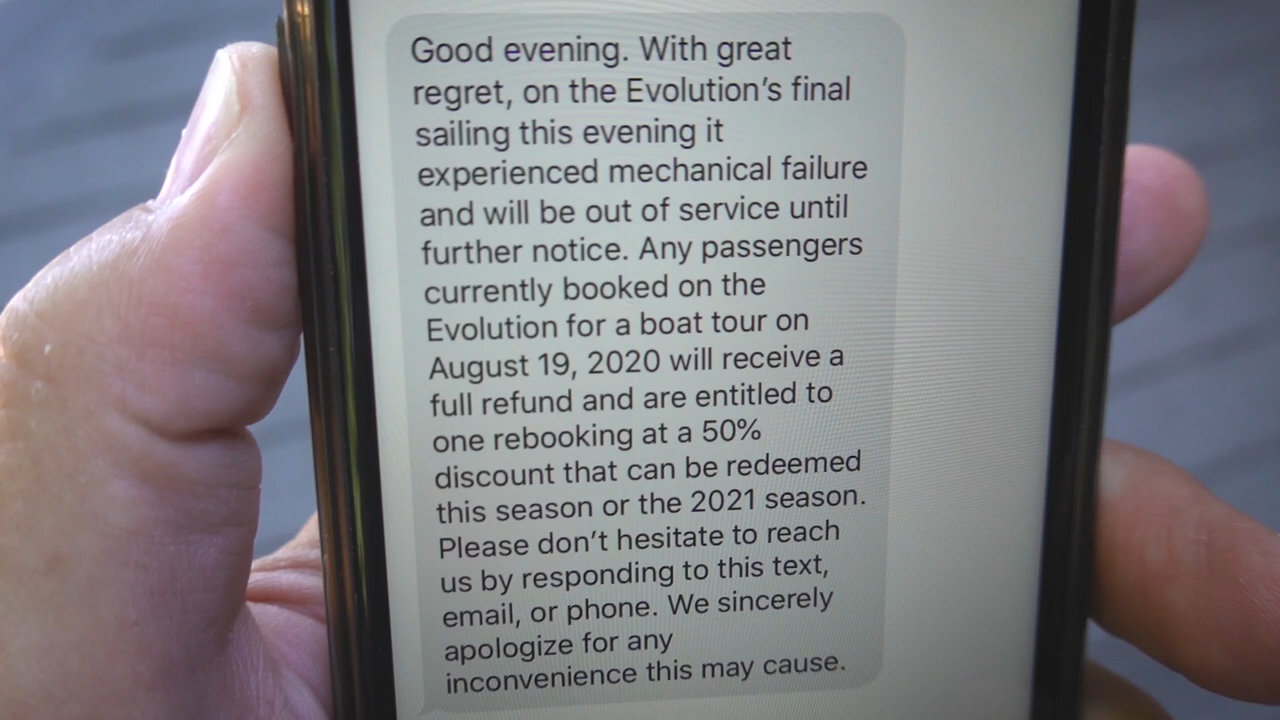 Good evening. With great
regret, on the Evolution’s final
sailing this evening it
experienced mechanical failure
and will be out of service until
further notice. Any passengers
currently booked on the
Evolution for a boat tour on
August 19, 2020 will receive a
full refund and are entitled to
one rebooking at a 50%
discount that can be redeemed
this season or the 2021 season.
Please don’t hesitate to reach
us by responding to this text,
email, or phone. We sincerely
apologize for any
inconvenience this may cause.